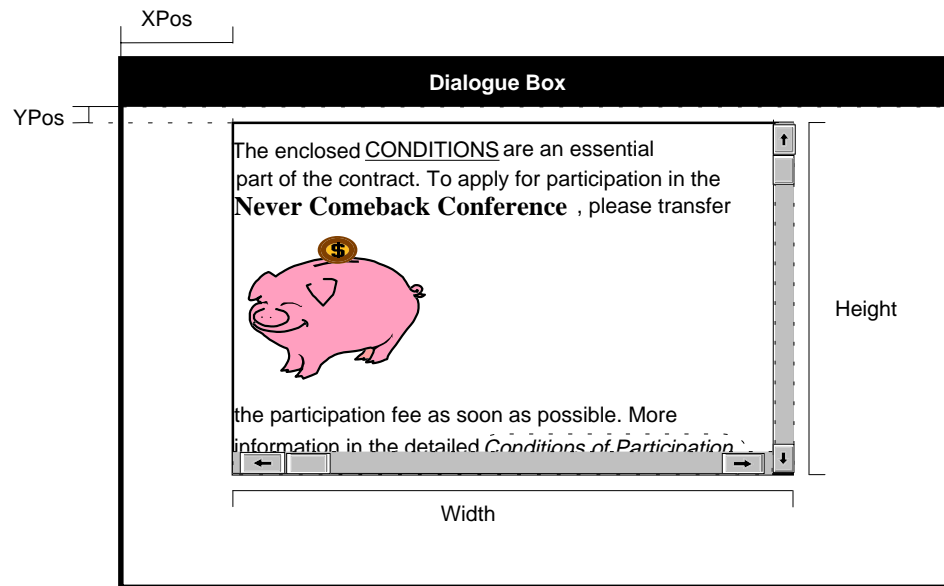 XPos
Dialogue Box
YPos
The enclosed CONDITIONS are an essential
part of the contract. To apply for participation in the
Never Comeback Conference , please transfer
$
Height
the participation fee as soon as possible. More
information in the detailed Conditions of Participation
Width